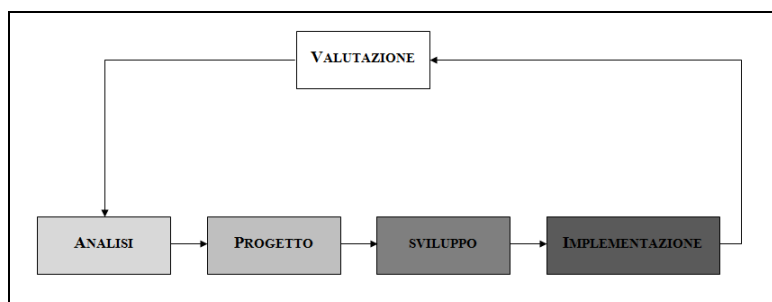 VALUTAZIONE
ANALISI
PROGETTO
SVILUPPO
IMPLEMENTAZIONE